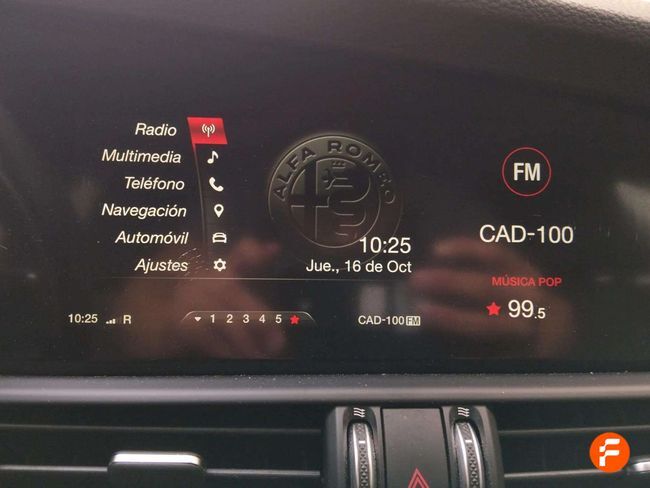 Radio
Multimedia
Teléfono
Navegación
Automóvil
Ajustes
ALFA ROMEO
10:25
Jue., 16 de Oct
FM
CAD-100
MÚSICA POP
99.5
10:25 R
1 2 3 4 5
CAD-100 FM